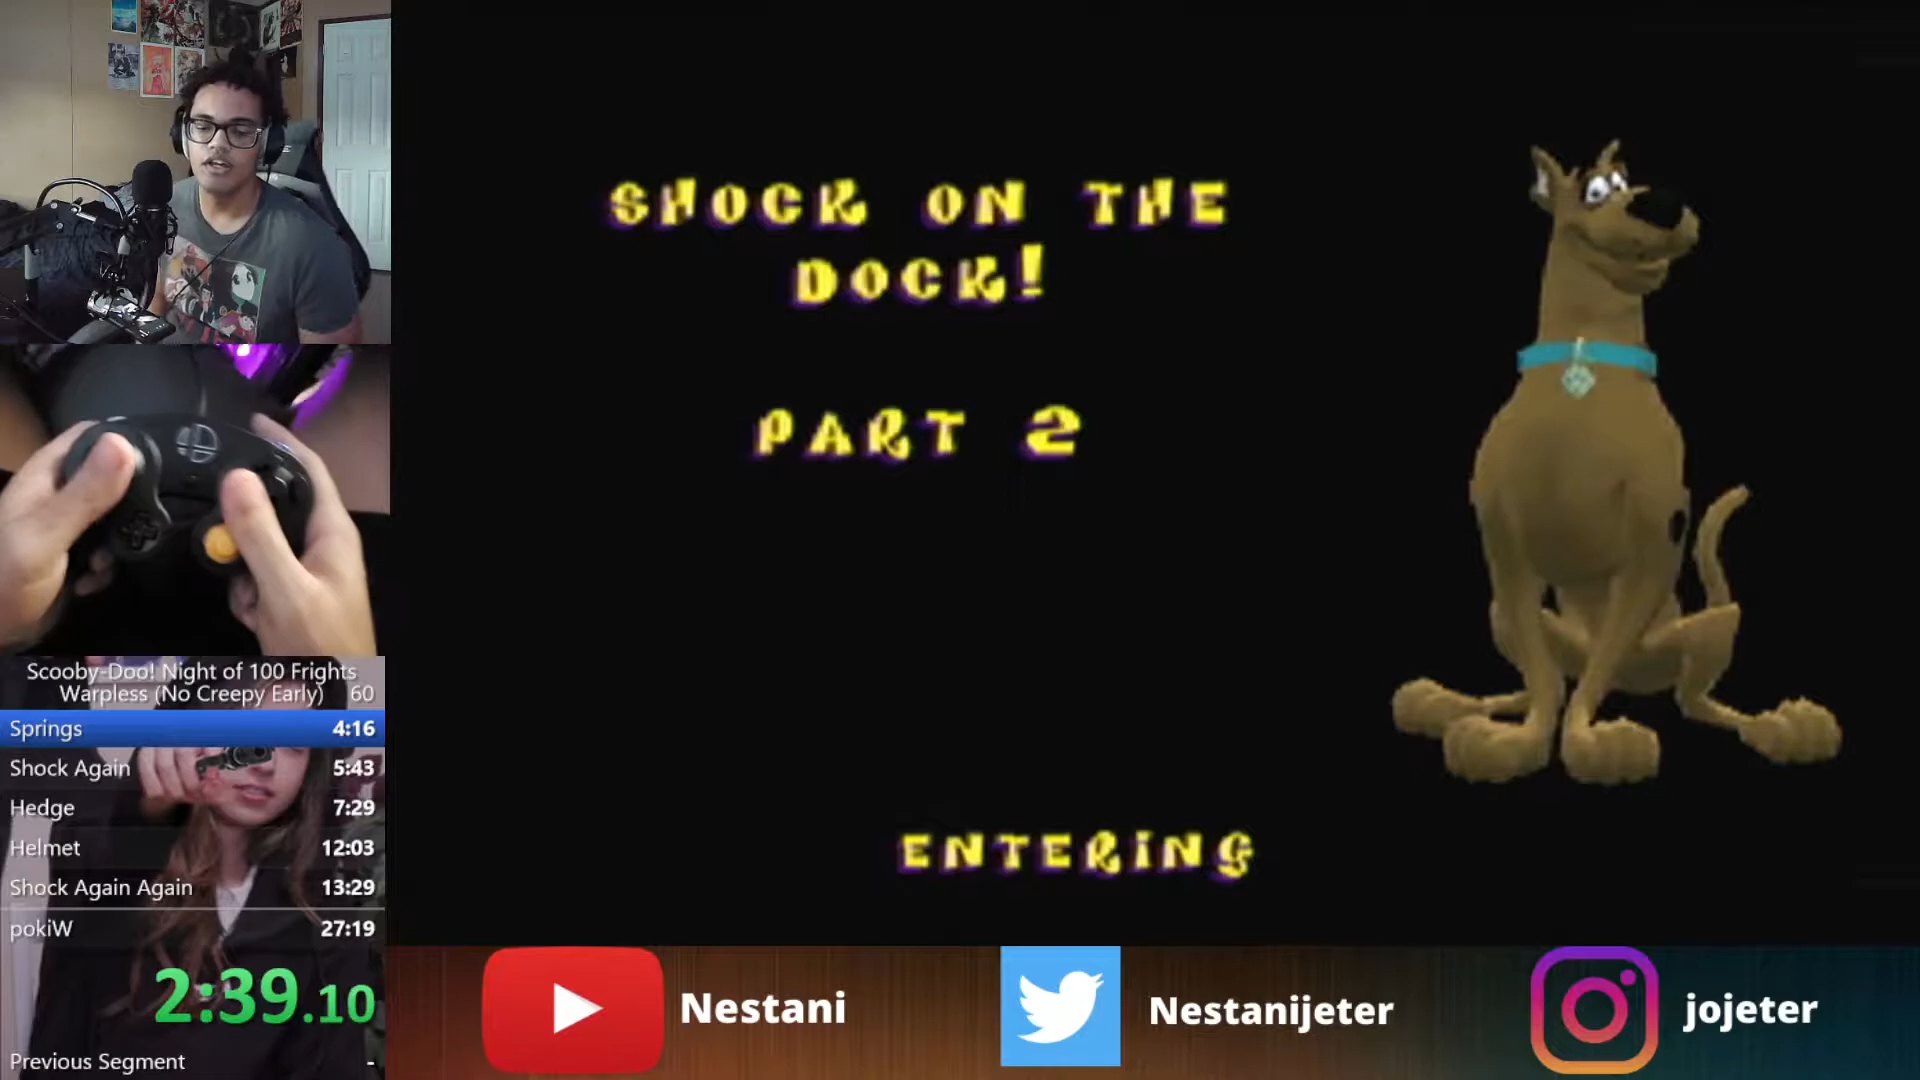 SHOCK ON THE
DOCK!
PART 2
ENTERING
Scooby-Doo! Night of 100 Frights
Warpless (No Creepy Early) 60
Springs 4:16
Shock Again 5:43
Hedge 7:29
Helmet 12:03
Shock Again Again 13:29
pokiW 27:19
2:39.10
Previous Segment -
Nestani
Nestanijeter
jojeter